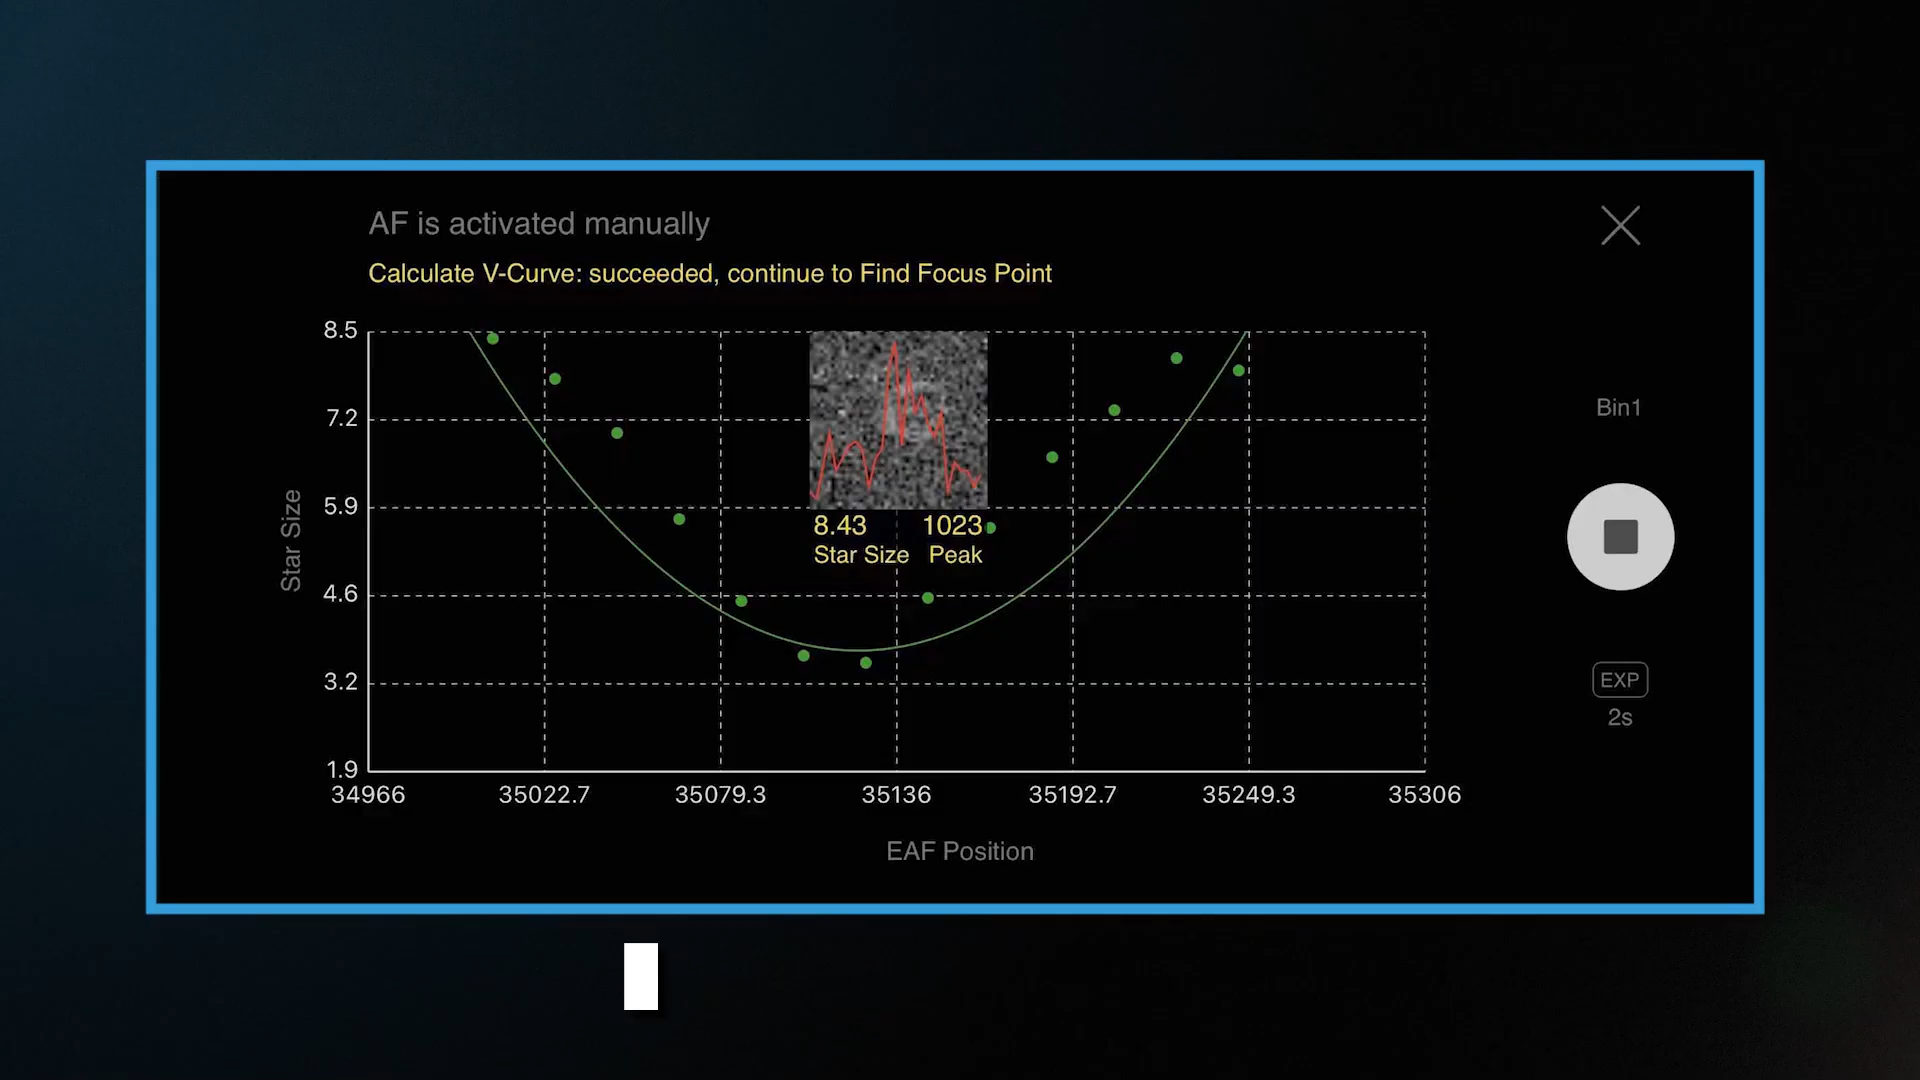 AF is activated manually
Calculate V-Curve: succeeded, continue to Find Focus Point
8.5
7.2
5.9
4.6
3.2
1.9
Star Size
8.43 1023
Star Size Peak
34966 35022.7 35079.3 35136 35192.7 35249.3 35306
EAF Position
Bin1
EXP
2s